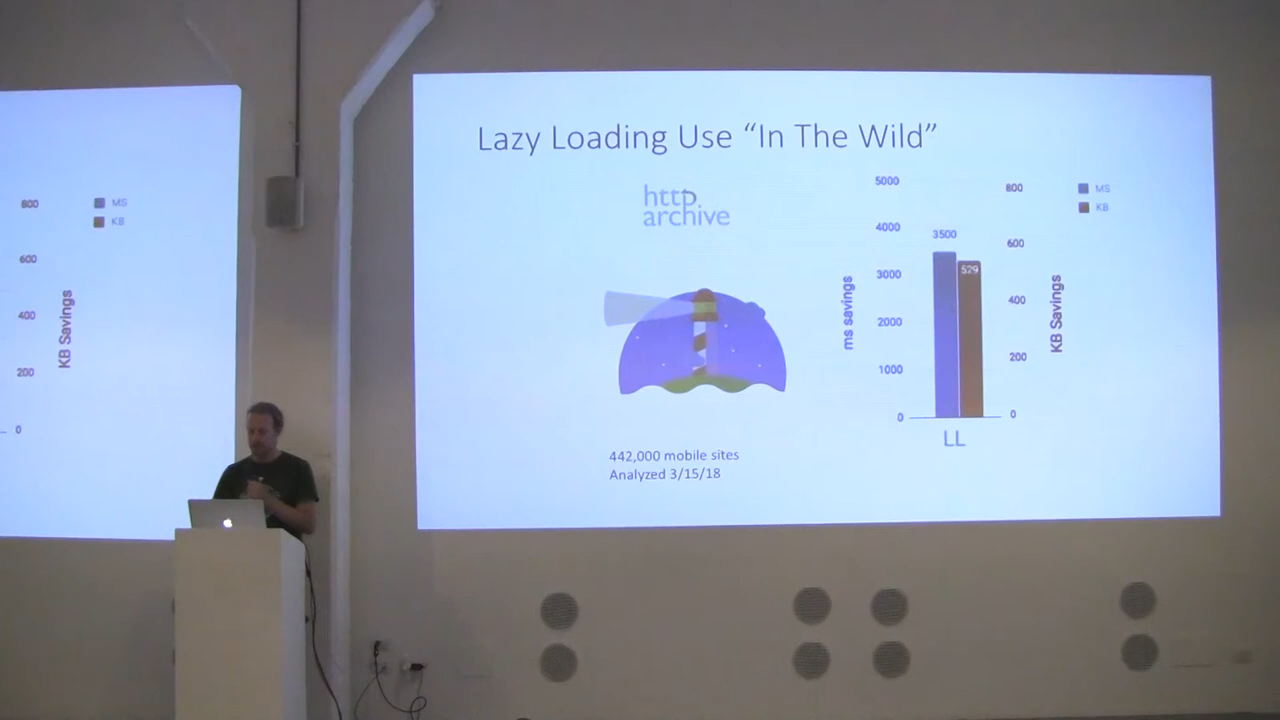 800
600
400
200
0
KB Savings
MS
KB
Lazy Loading Use “In The Wild”
http
archive
442,000 mobile sites
Analyzed 3/15/18
ms savings
5000
4000
3000
2000
1000
0
3500
529
LL
800
600
400
200
0
KB Savings
MS
KB